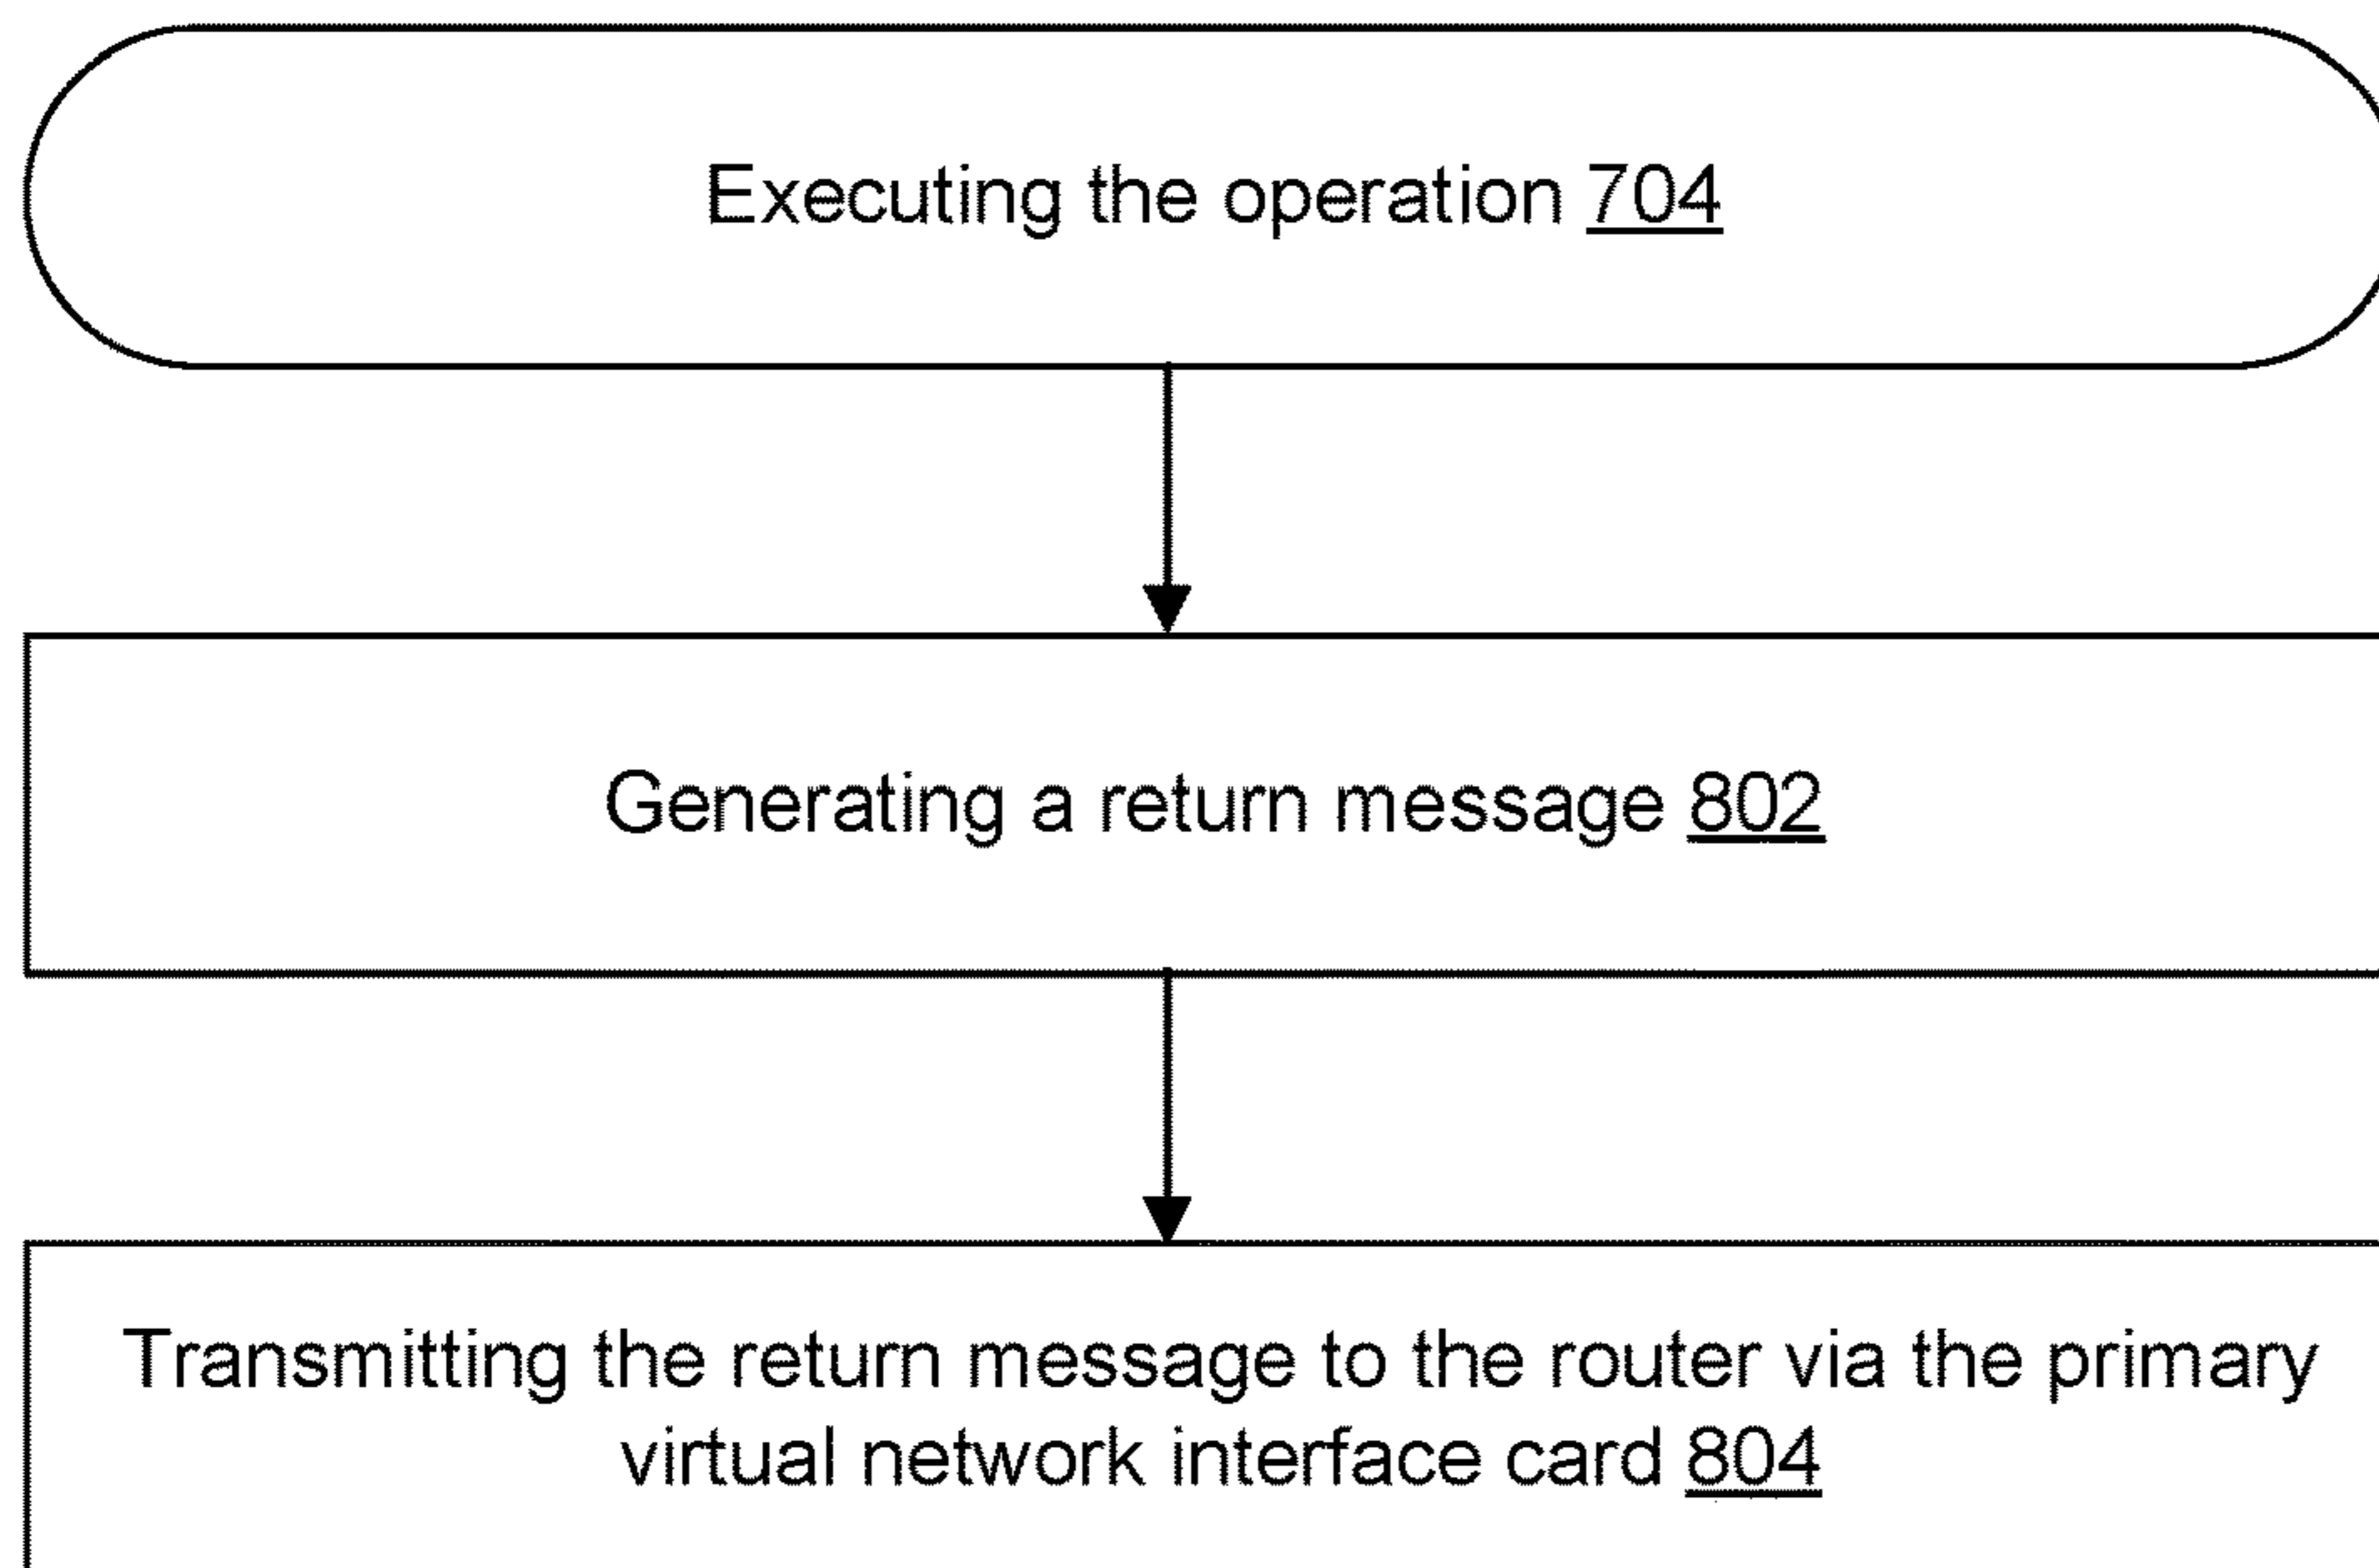 Executing the operation 704
Generating a return message 802
Transmitting the return message to the router via the primary
virtual network interface card 804